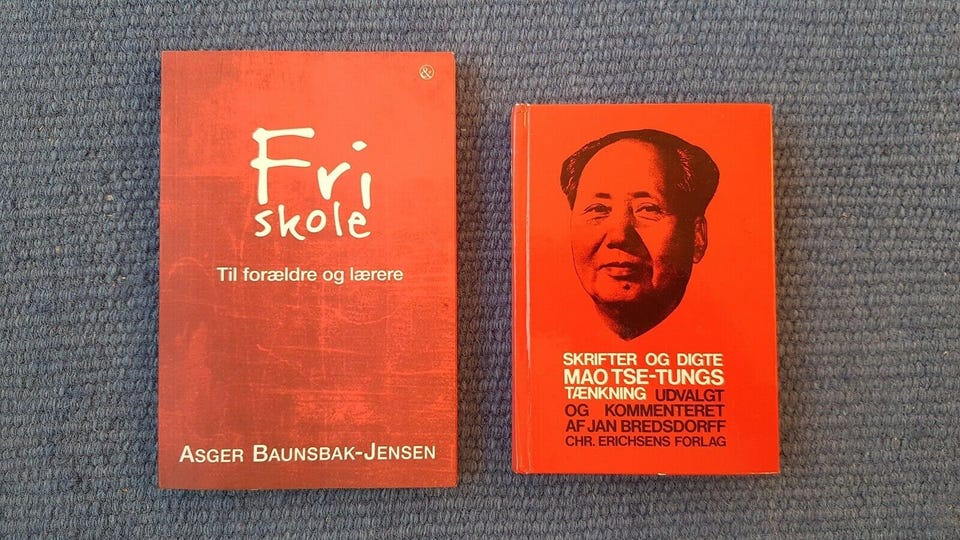 &
Fri
skole
Til forældre og lærere
ASGER BAUNSBAK-JENSEN
SKRIFTER OG DIGTE
MAO TSE-TUNGS
TÆNKNING UDVALGT
OG KOMMENTERET
AF JAN BREDSDORFF
CHR. ERICHSENS FORLAG